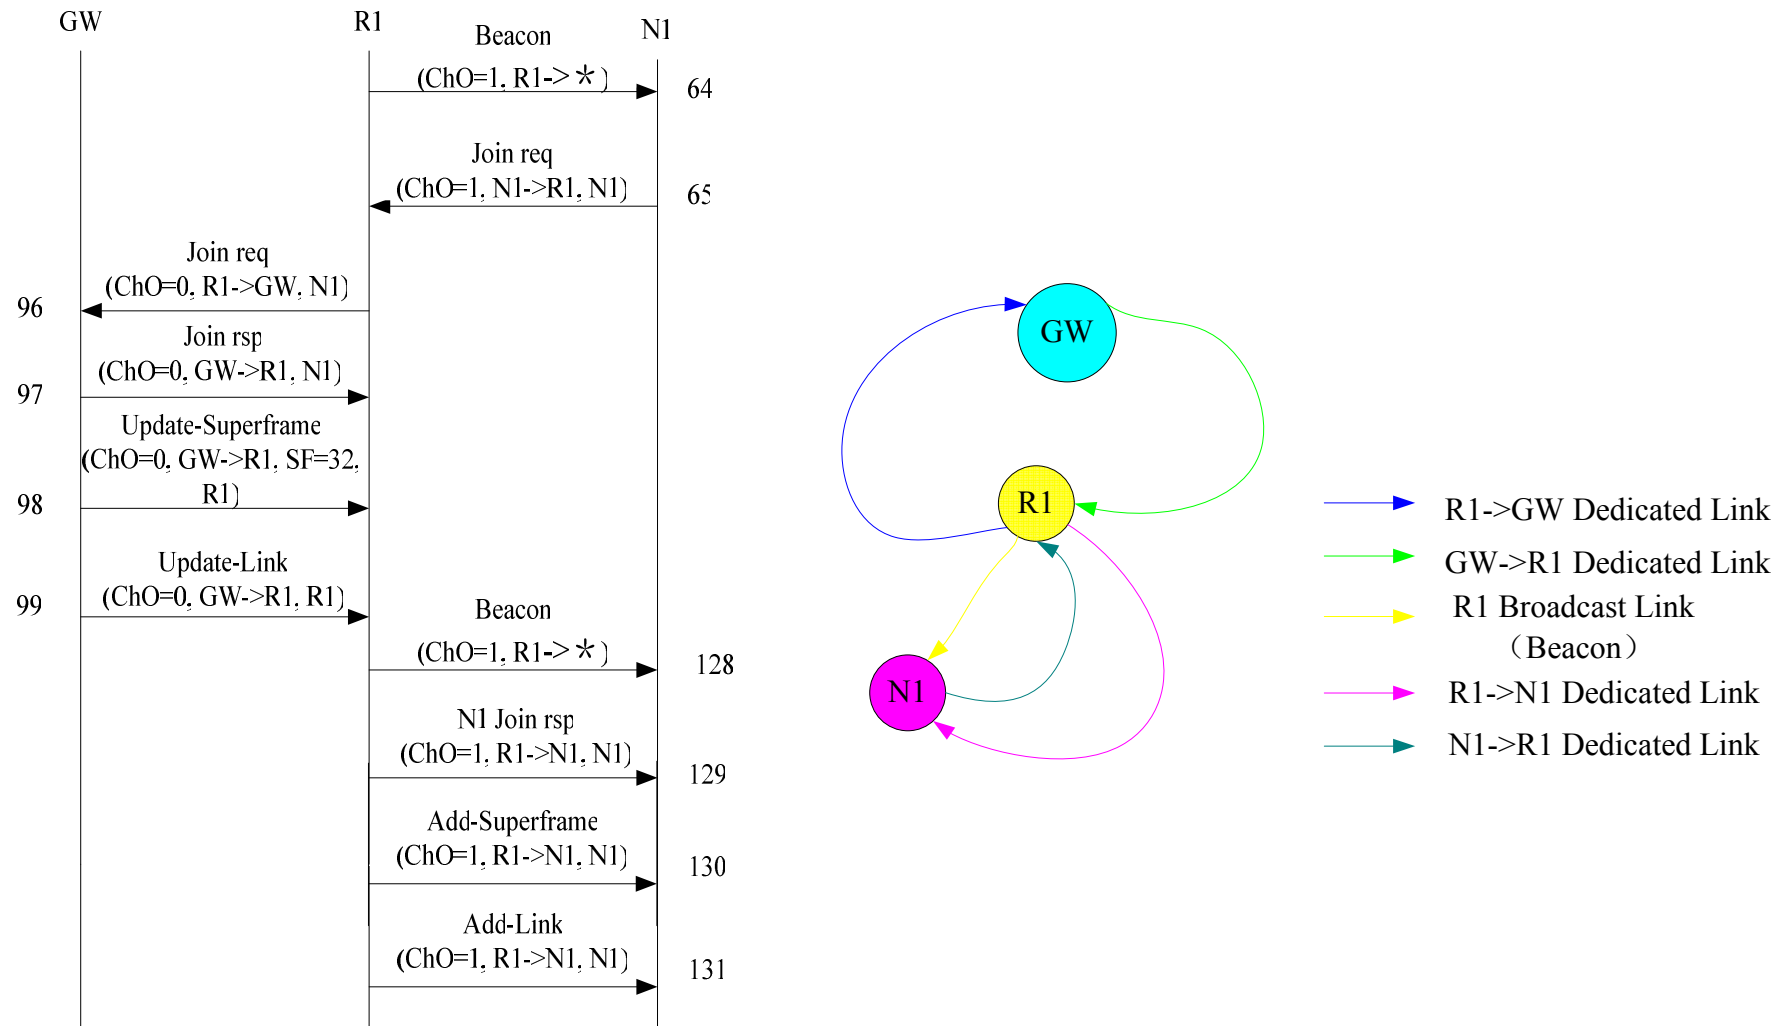 GW
R1
N1
Beacon
(ChO=1, R1->*)
64
Join req
(ChO=1, N1->R1, N1)
65
Join req
(ChO=0, R1->GW, N1)
96
Join rsp
(ChO=0, GW->R1, N1)
97
Update-Superframe
(ChO=0, GW->R1, SF=32,
R1)
98
Update-Link
(ChO=0, GW->R1, R1)
99
Beacon
(ChO=1, R1->*)
128
N1 Join rsp
(ChO=1, R1->N1, N1)
129
Add-Superframe
(ChO=1, R1->N1, N1)
130
Add-Link
(ChO=1, R1->N1, N1)
131
GW
R1
N1
R1->GW Dedicated Link
GW->R1 Dedicated Link
R1 Broadcast Link
（Beacon）
R1->N1 Dedicated Link
N1->R1 Dedicated Link